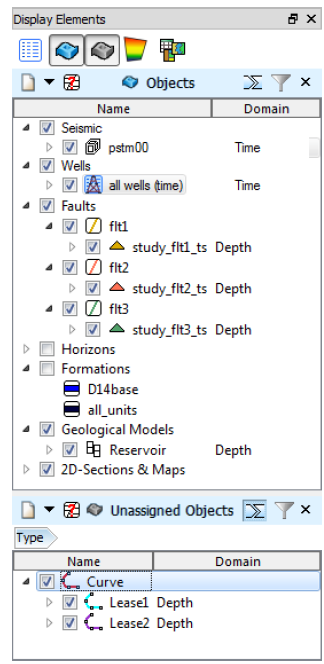 Display Elements
Objects
Name Domain
Seismic
pstm00 Time
Wells
all wells (time) Time
Faults
flt1
study_flt1_ts Depth
flt2
study_flt2_ts Depth
flt3
study_flt3_ts Depth
Horizons
Formations
D14base
all_units
Geological Models
Reservoir Depth
2D-Sections & Maps
Unassigned Objects
Type
Name Domain
Curve
Lease1 Depth
Lease2 Depth